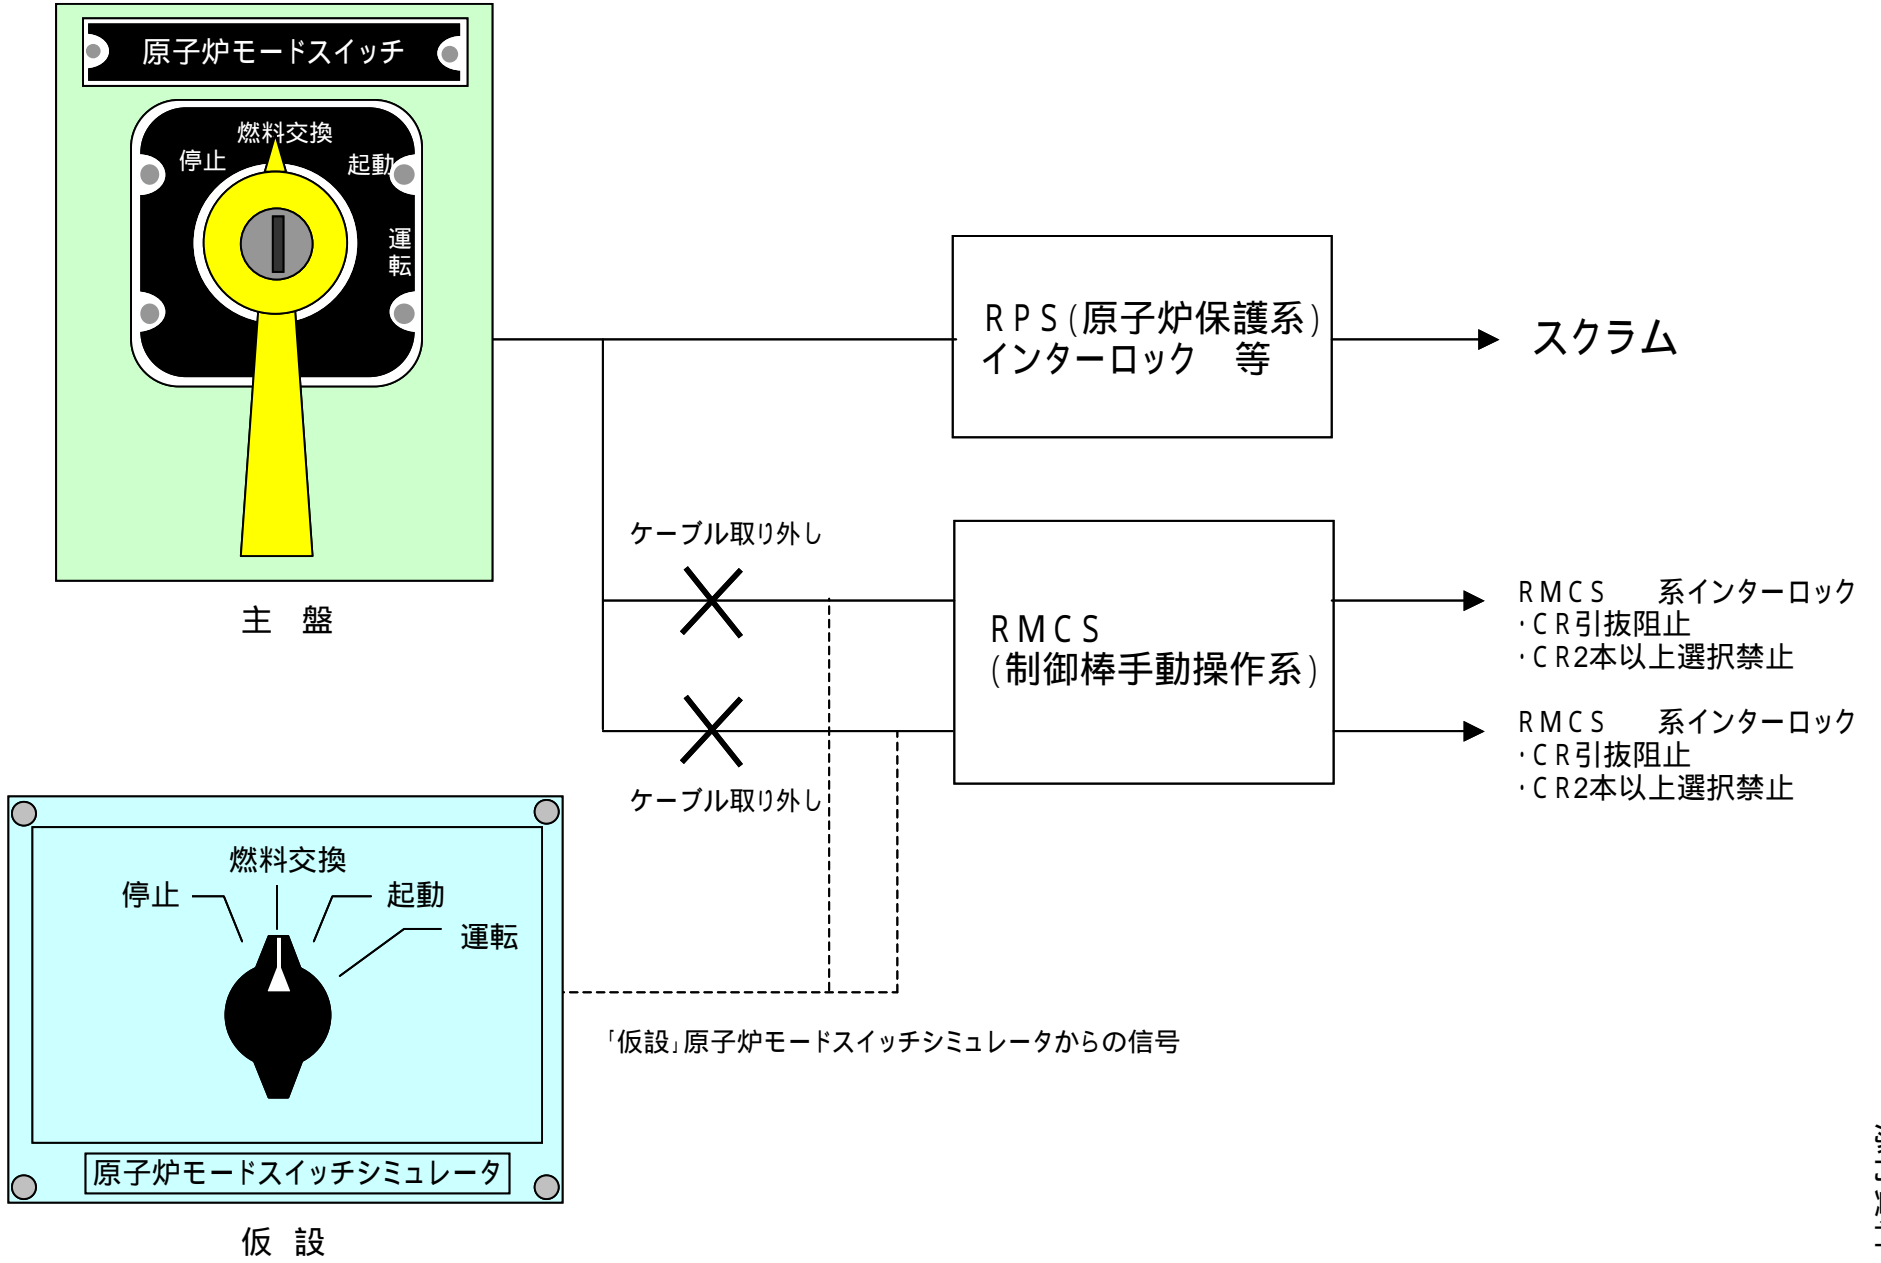 原子炉モードスイッチ
燃料交換
停止
起動
運
転
主 盤
RPS(原子炉保護系)
インターロック 等
スクラム
ケーブル取り外し
RMCS
(制御棒手動操作系)
RMCS 系インターロック
・CR引抜阻止
・CR2本以上選択禁止
RMCS 系インターロック
・CR引抜阻止
・CR2本以上選択禁止
ケーブル取り外し
燃料交換
停止
起動
運転
「仮設」原子炉モードスイッチシミュレータからの信号
原子炉モードスイッチシミュレータ
仮 設